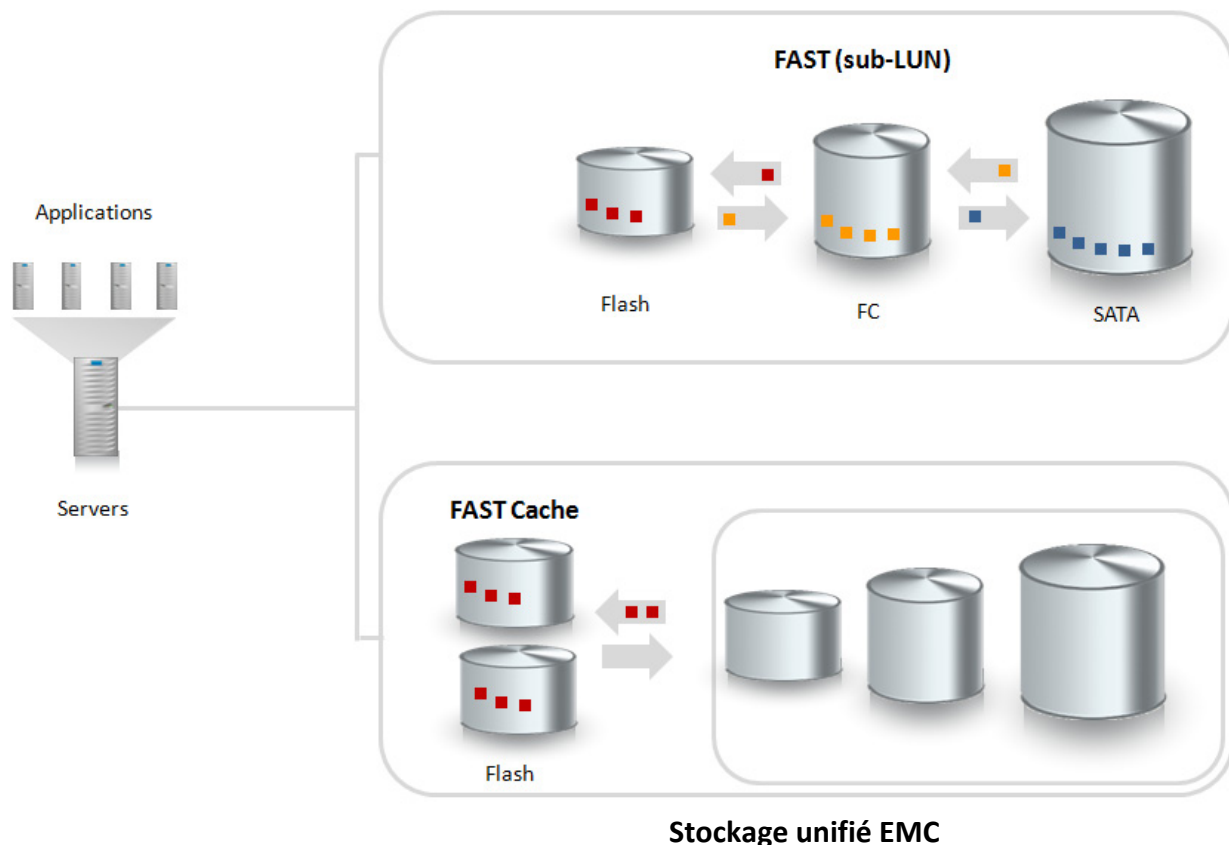 FAST (sub-LUN)
Applications
Flash
FC
SATA
Servers
FAST Cache
Flash
Stockage unifié EMC